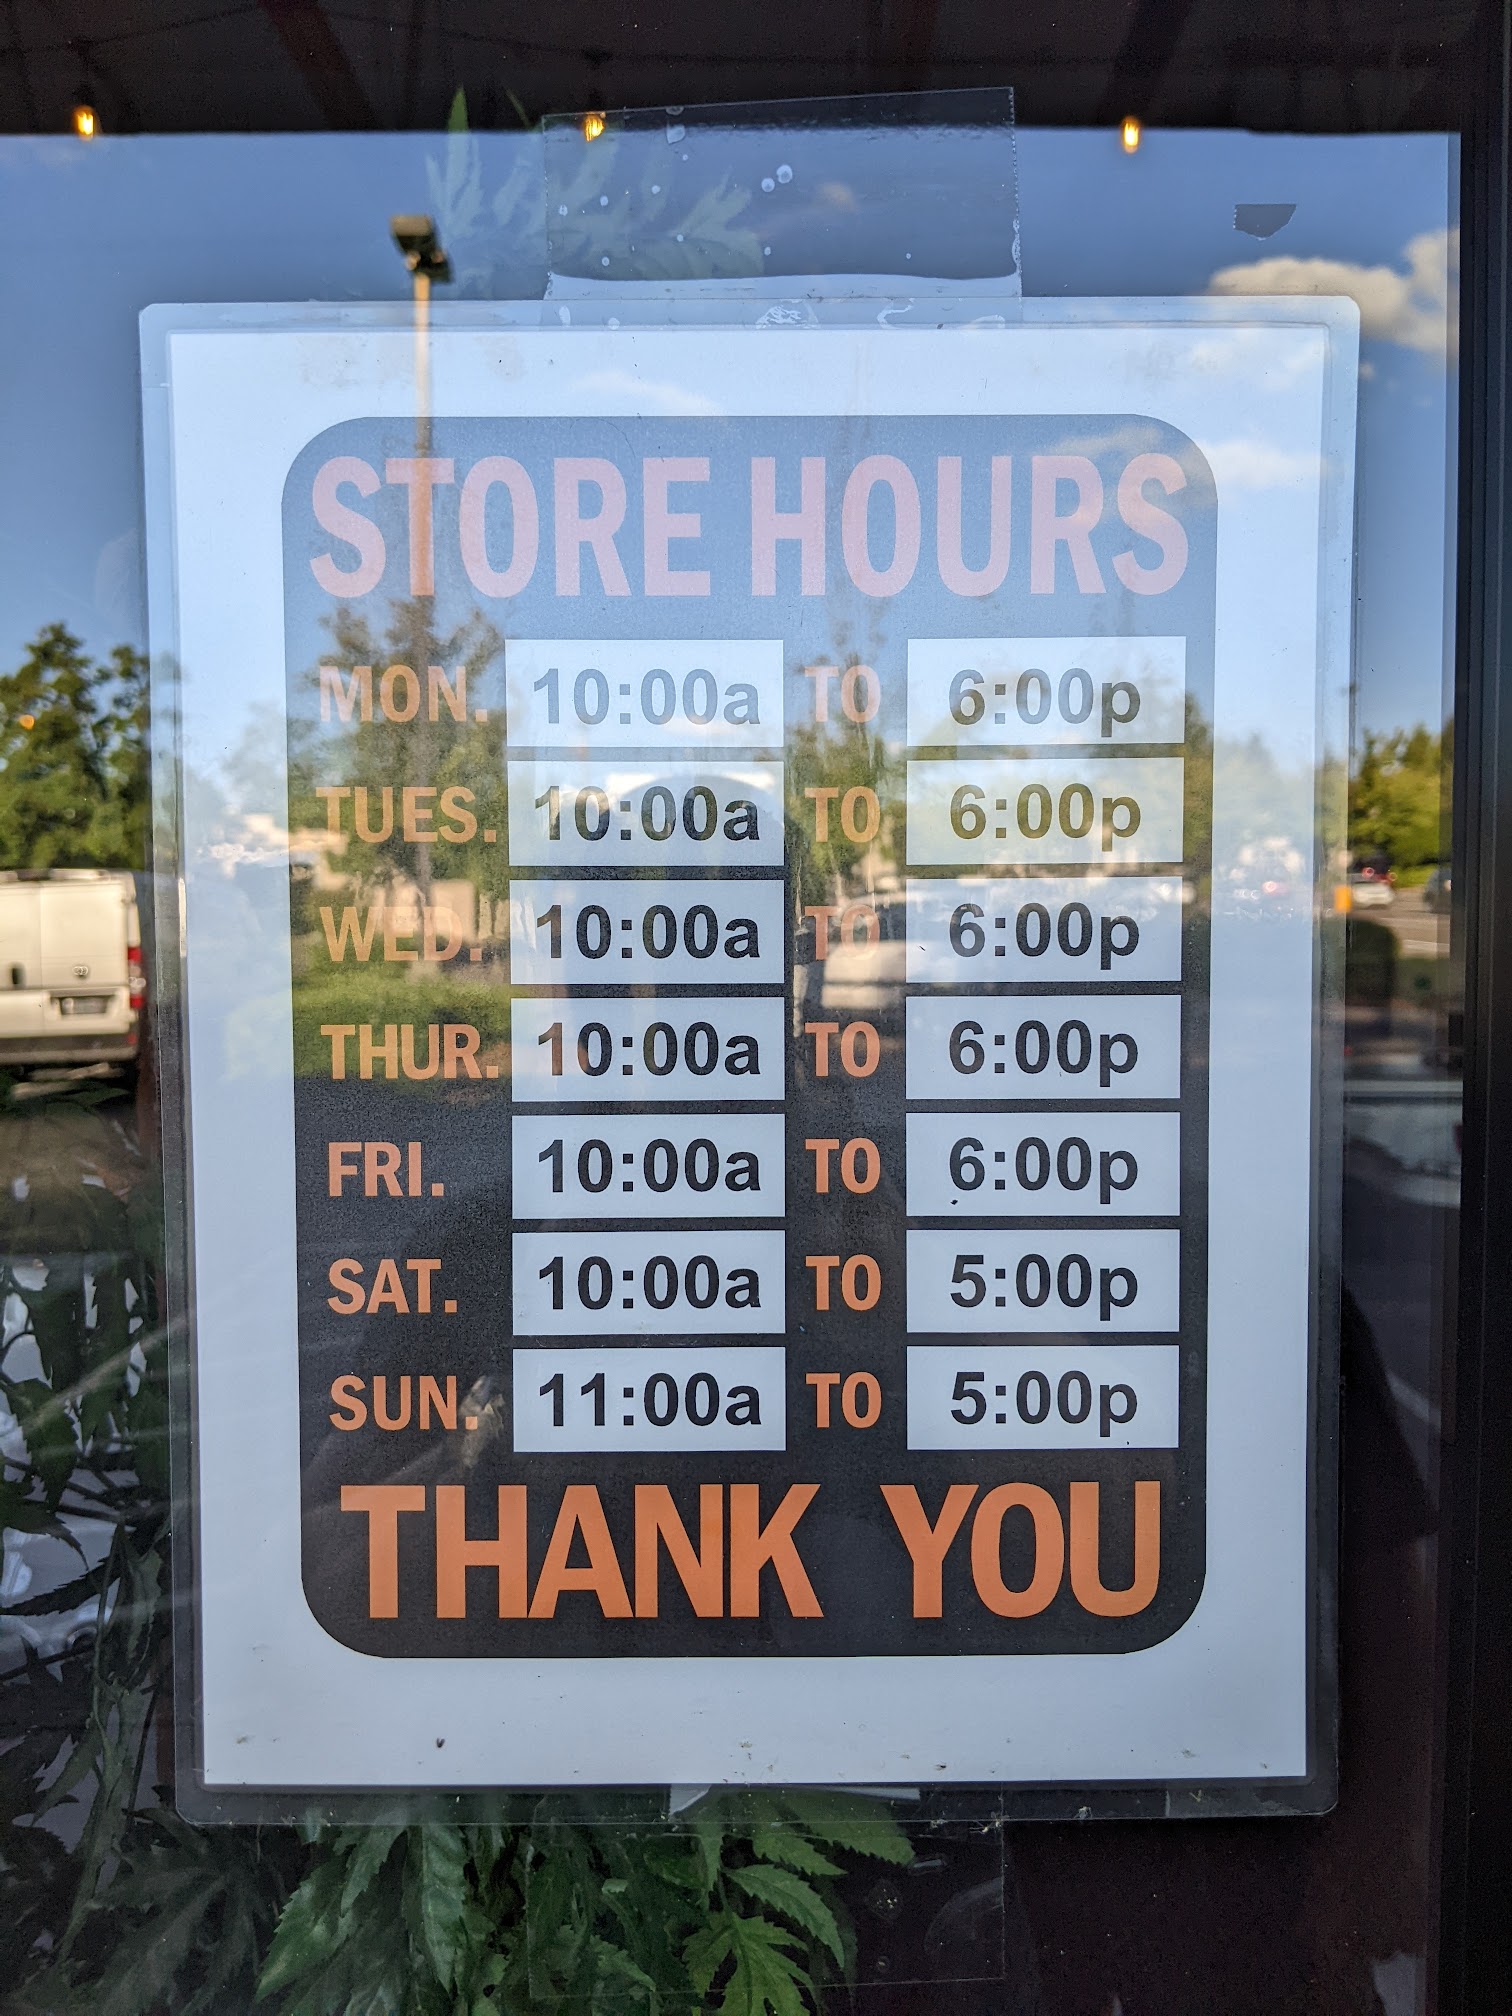 STORE HOURS
MON. 10:00a TO 6:00p
TUES. 10:00a TO 6:00p
WED. 10:00a TO 6:00p
THUR. 10:00a TO 6:00p
FRI. 10:00a TO 6:00p
SAT. 10:00a TO 5:00p
SUN. 11:00a TO 5:00p
THANK YOU